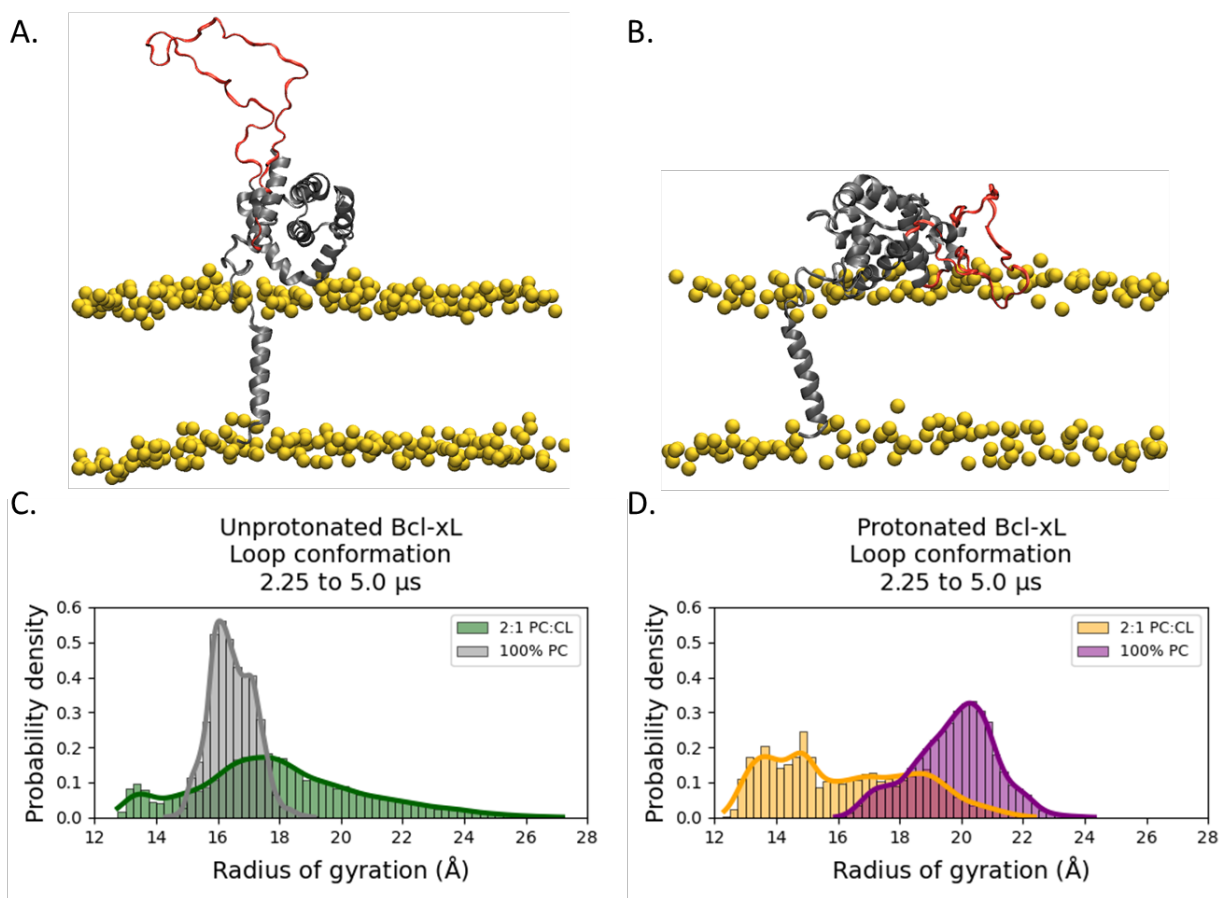 A.
B.
C.
Unprotonated Bcl-xL
Loop conformation
2.25 to 5.0 μs
Probability density
0.6
0.5
0.4
0.3
0.2
0.1
0.0
2:1 PC:CL
100% PC
12 14 16 18 20 22 24 26 28
Radius of gyration (Å)
D.
Protonated Bcl-xL
Loop conformation
2.25 to 5.0 μs
Probability density
0.6
0.5
0.4
0.3
0.2
0.1
0.0
2:1 PC:CL
100% PC
12 14 16 18 20 22 24 26 28
Radius of gyration (Å)